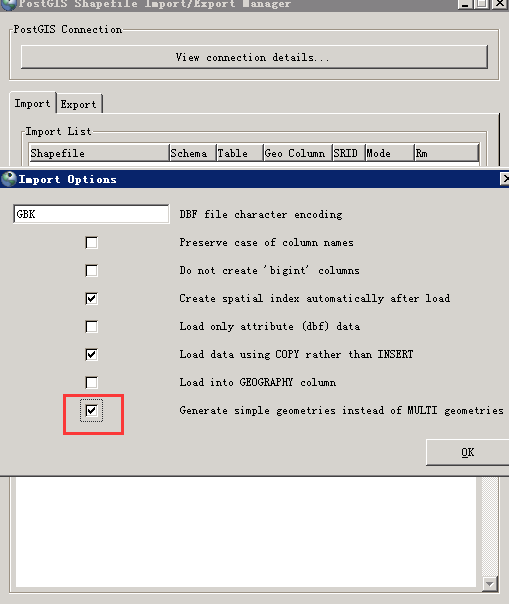 PostGIS Shapefile Import/Export Manager
PostGIS Connection
View connection details...
Import
Export
Import List
Shapefile Schema Table Geo Column SRID Mode Rm
Import Options
GBK DBF file character encoding
Preserve case of column names
Do not create 'bigint' columns
Create spatial index automatically after load
Load only attribute (dbf) data
Load data using COPY rather than INSERT
Load into GEOGRAPHY column
Generate simple geometries instead of MULTI geometries
OK